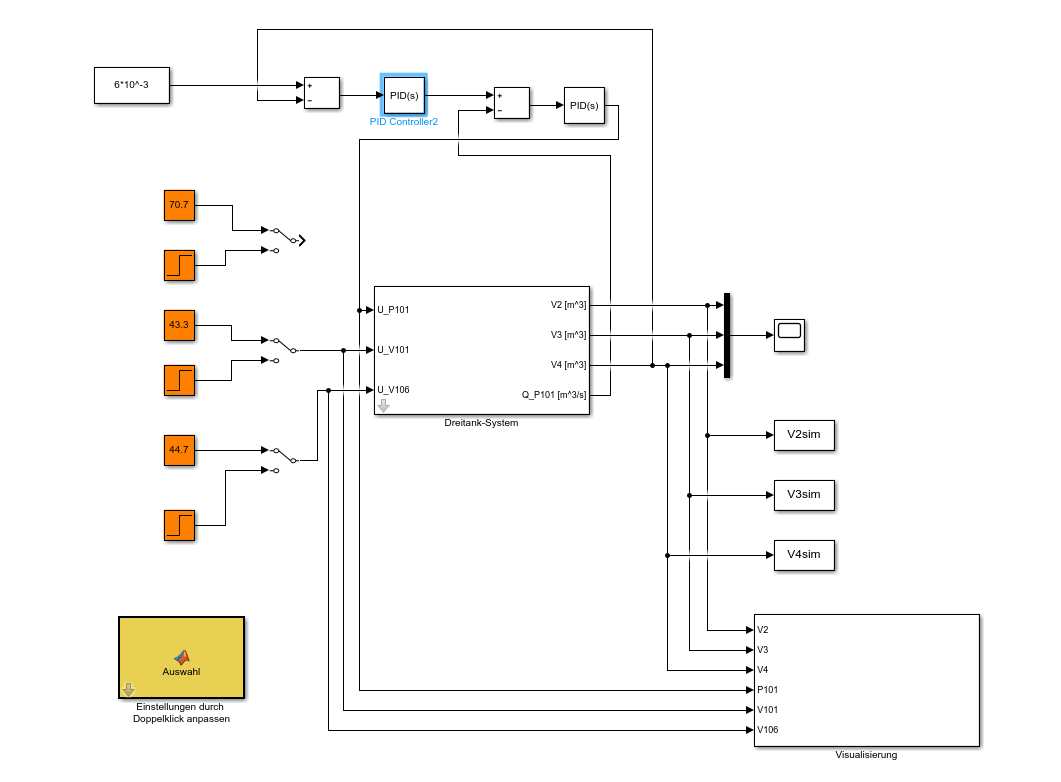 6*10^-3
+
−
PID(s)
PID Controller2
+
−
PID(s)
70.7
43.3
44.7
U_P101
U_V101
U_V106
V2 [m^3]
V3 [m^3]
V4 [m^3]
Q_P101 [m^3/s]
Dreitank-System
V2sim
V3sim
V4sim
Auswahl
Einstellungen durch
Doppelklick anpassen
V2
V3
V4
P101
V101
V106
Visualisierung